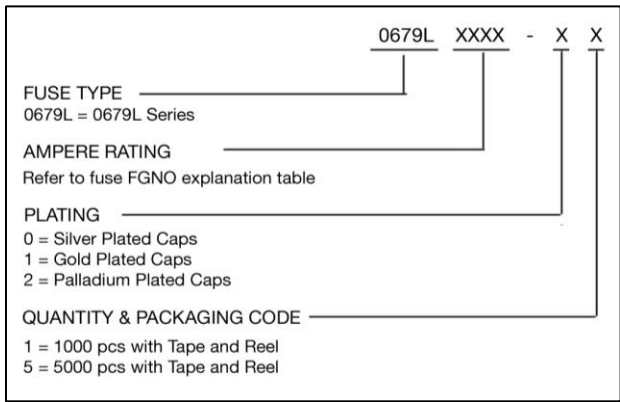 0679L XXXX - X X
FUSE TYPE
0679L = 0679L Series
AMPERE RATING
Refer to fuse FGNO explanation table
PLATING
0 = Silver Plated Caps
1 = Gold Plated Caps
2 = Palladium Plated Caps
QUANTITY & PACKAGING CODE
1 = 1000 pcs with Tape and Reel
5 = 5000 pcs with Tape and Reel